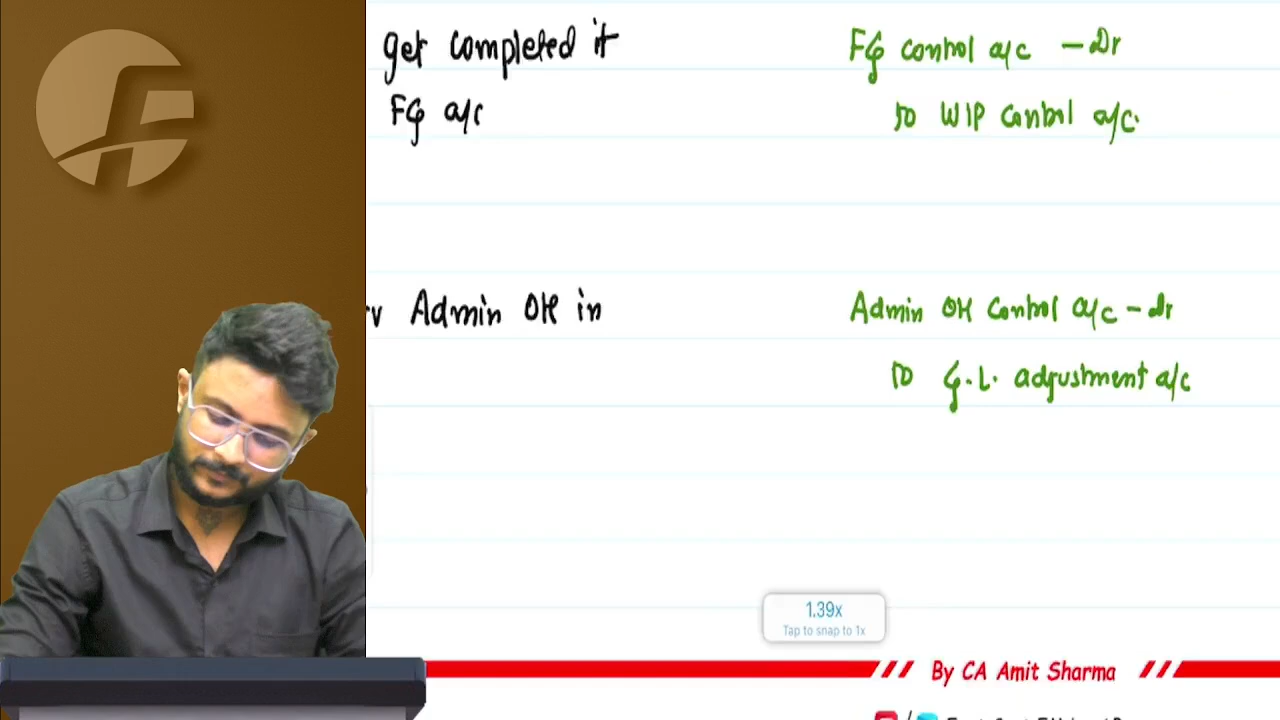 get completed it
FG a/c
FG control a/c - Dr
To WIP control a/c.
Admin OH in
Admin OH control a/c - Dr
To G.L. adjustment a/c
1.39x
Tap to snap to 1x
By CA Amit Sharma